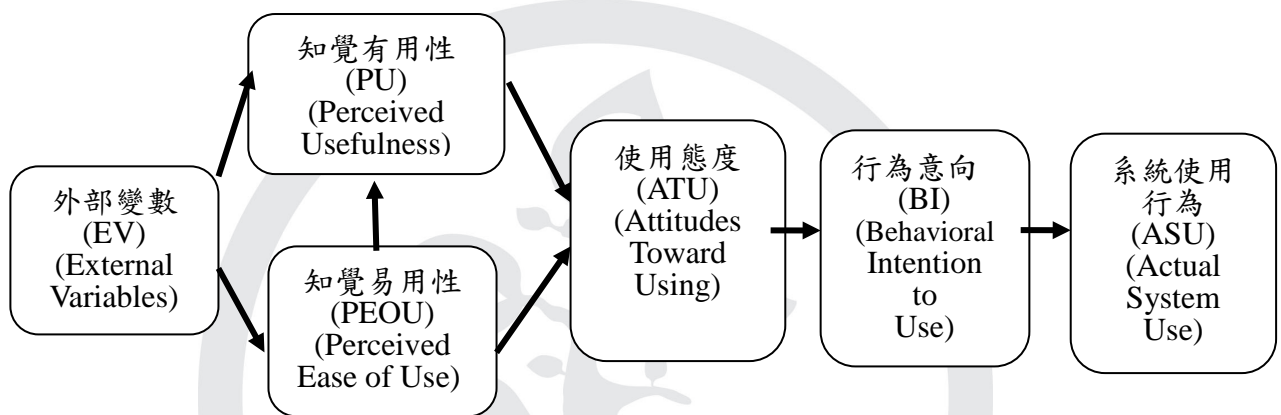 知覺有用性
(PU)
(Perceived
Usefulness)
外部變數
(EV)
(External
Variables)
知覺易用性
(PEOU)
(Perceived
Ease of Use)
使用態度
(ATU)
(Attitudes
Toward
Using)
行為意向
(BI)
(Behavioral
Intention
to
Use)
系統使用
行為
(ASU)
(Actual
System
Use)